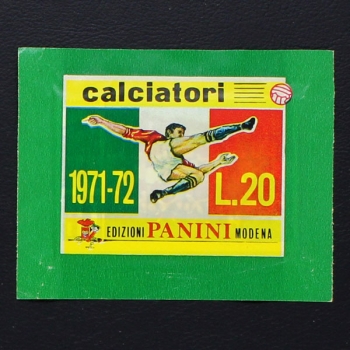 calciatori
1971-72 L.20
EDIZIONI PANINI MODENA